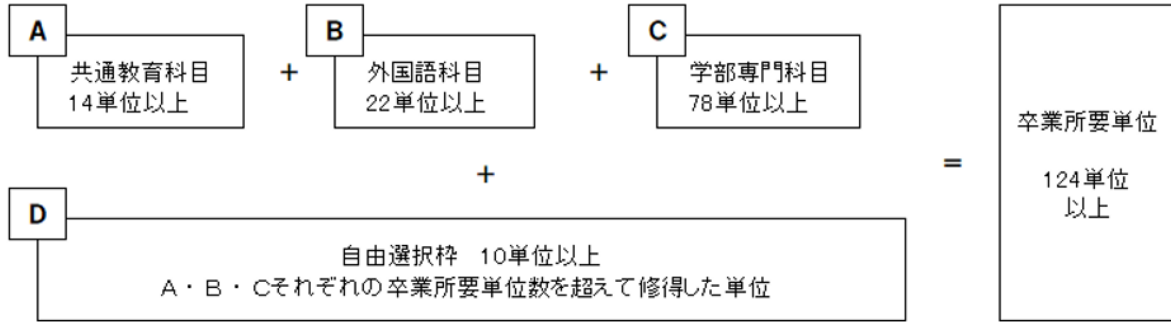 A
共通教育科目
14単位以上
+
B
外国語科目
22単位以上
+
C
学部専門科目
78単位以上
+
D
自由選択枠 10単位以上
A・B・Cそれぞれの卒業所要単位数を超えて修得した単位
=
卒業所要単位
124単位
以上